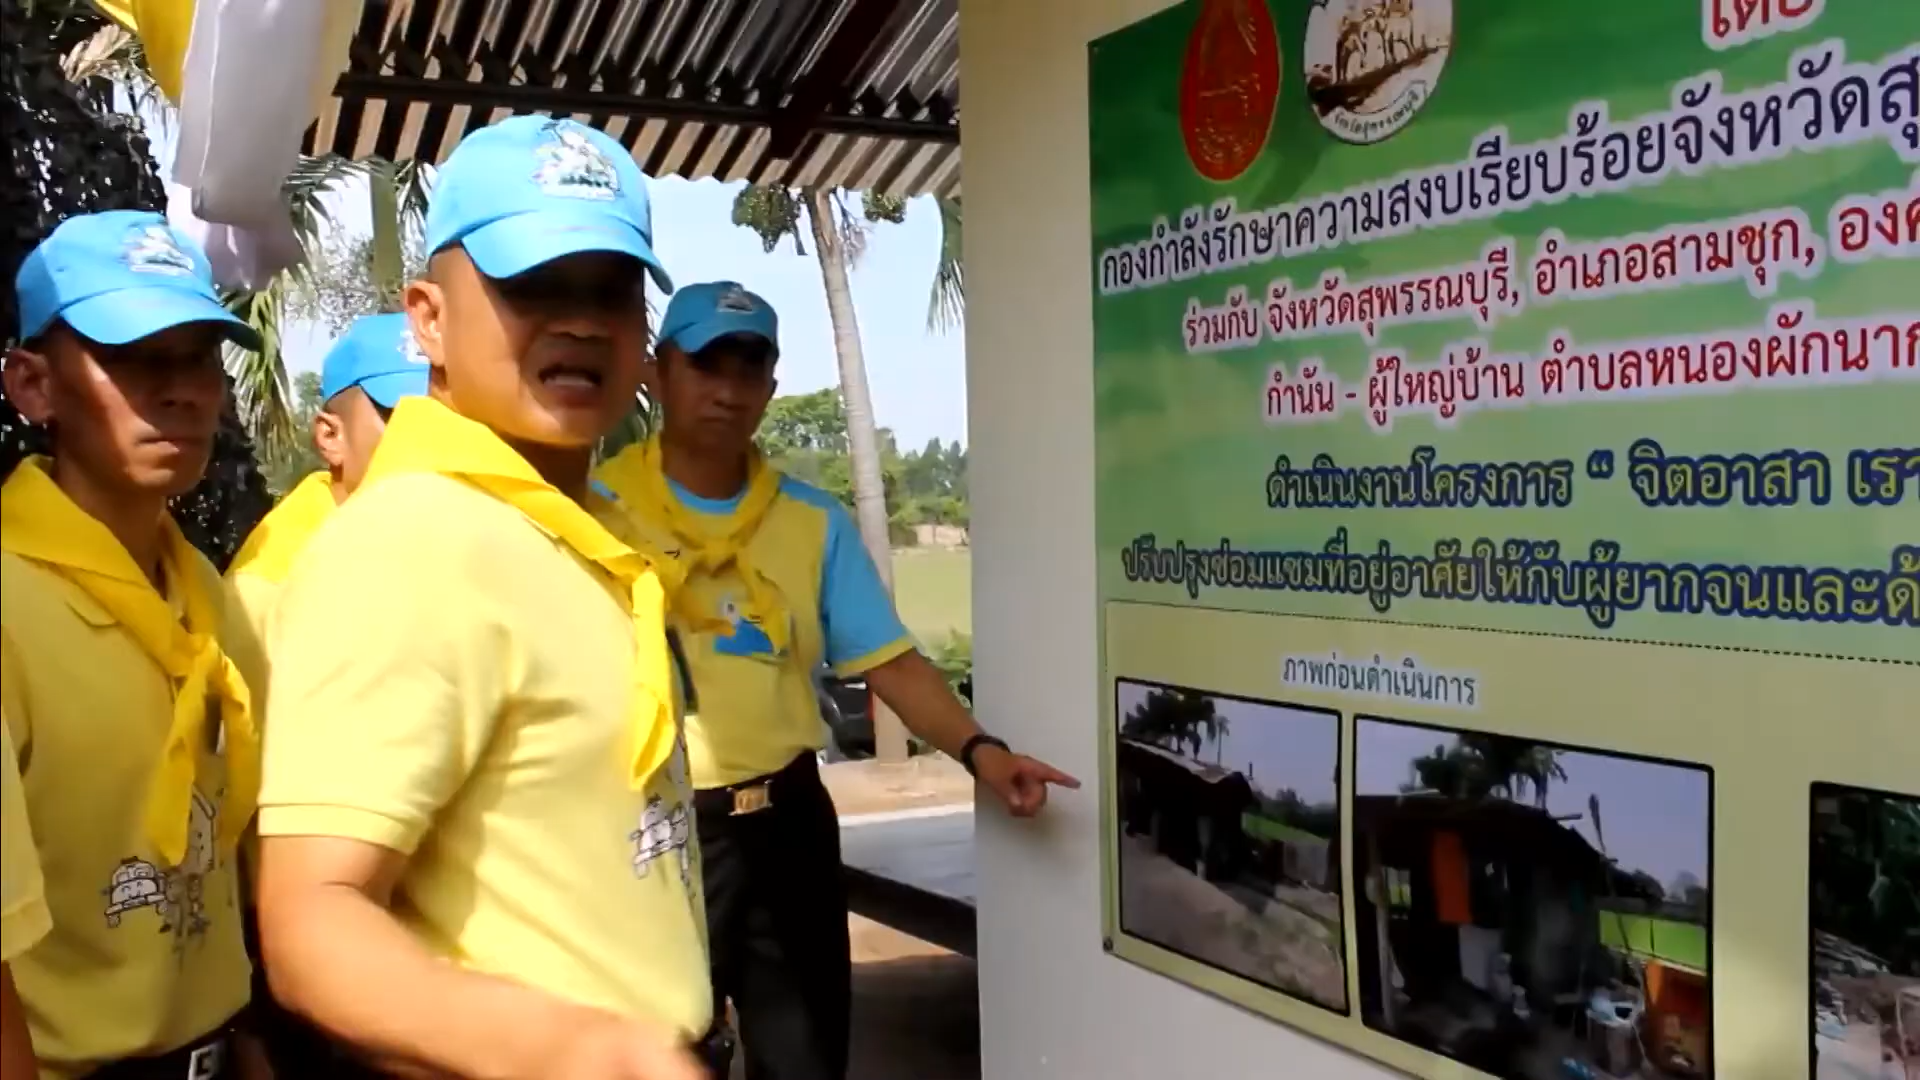 โดย
กองกำลังรักษาความสงบเรียบร้อยจังหวัดสุ
ร่วมกับ จังหวัดสุพรรณบุรี, อำเภอสามชุก, องค์
กำนัน - ผู้ใหญ่บ้าน ตำบลหนองผักนาก
ดำเนินงานโครงการ “ จิตอาสา เรา
ปรับปรุงซ่อมแซมที่อยู่อาศัยให้กับผู้ยากจนและด้
ภาพก่อนดำเนินการ